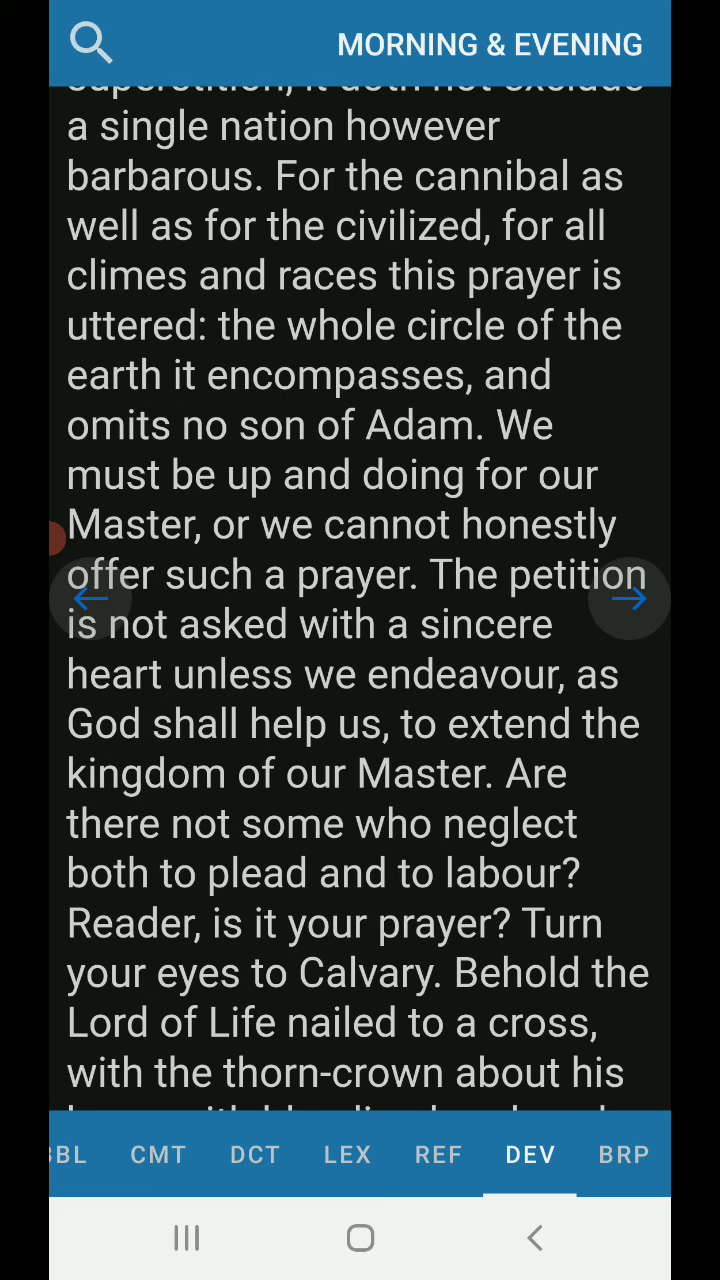 MORNING & EVENING
superstition, it doth not exclude
a single nation however
barbarous. For the cannibal as
well as for the civilized, for all
climes and races this prayer is
uttered: the whole circle of the
earth it encompasses, and
omits no son of Adam. We
must be up and doing for our
Master, or we cannot honestly
offer such a prayer. The petition
is not asked with a sincere
heart unless we endeavour, as
God shall help us, to extend the
kingdom of our Master. Are
there not some who neglect
both to plead and to labour?
Reader, is it your prayer? Turn
your eyes to Calvary. Behold the
Lord of Life nailed to a cross,
with the thorn-crown about his
BL CMT DCT LEX REF DEV BRP